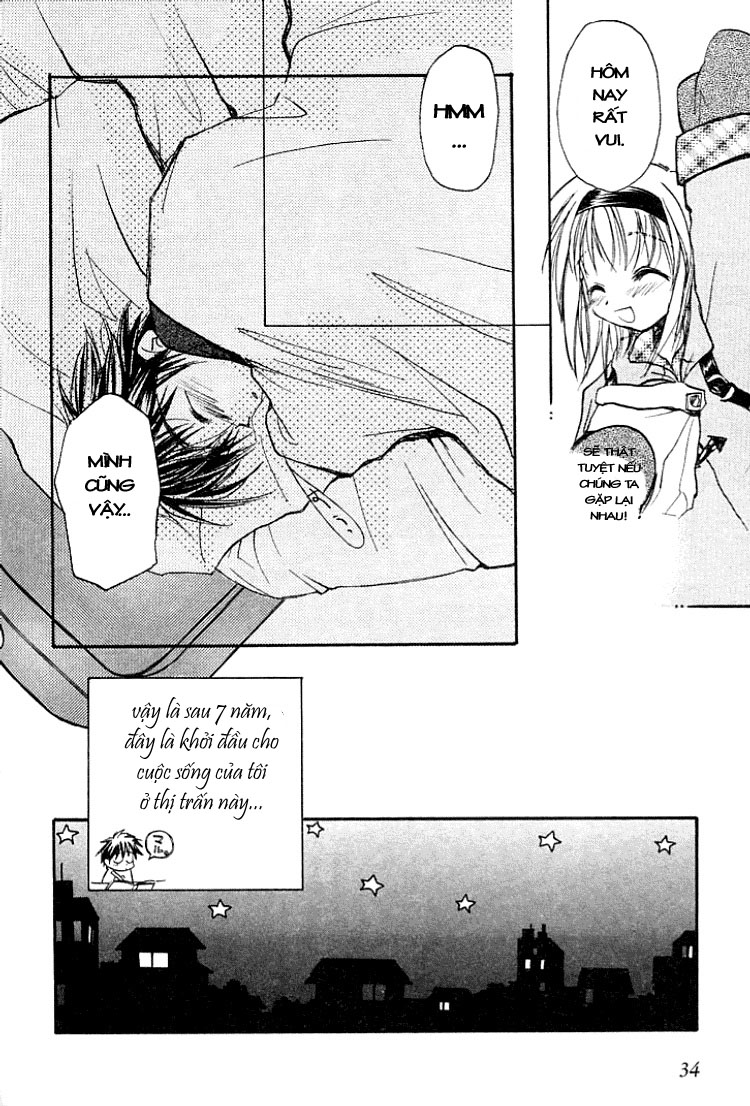 HÔM
NAY
RẤT
VUI.
SẼ THẬT
TUYỆT NẾU
CHÚNG TA
GẶP LẠI
NHAU!
HMM
...
MÌNH
CŨNG
VẬY...
vậy là sau 7 năm,
đây là khởi đầu cho
cuộc sống của tôi
ở thị trấn này...
34